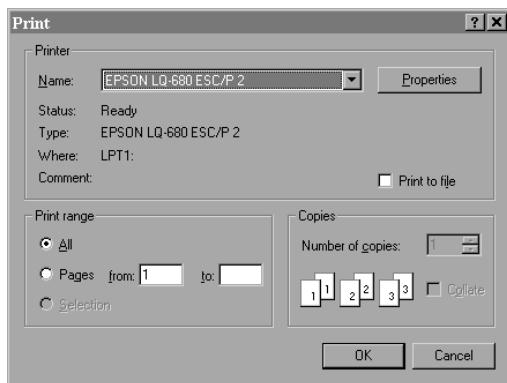 Print
Printer
Name: EPSON LQ-680 ESC/P 2 Properties
Status: Ready
Type: EPSON LQ-680 ESC/P 2
Where: LPT1:
Comment: Print to file
Print range
All
Pages from: 1 to:
Selection
Copies
Number of copies: 1
1 1 2 2 3 3 Collate
OK Cancel